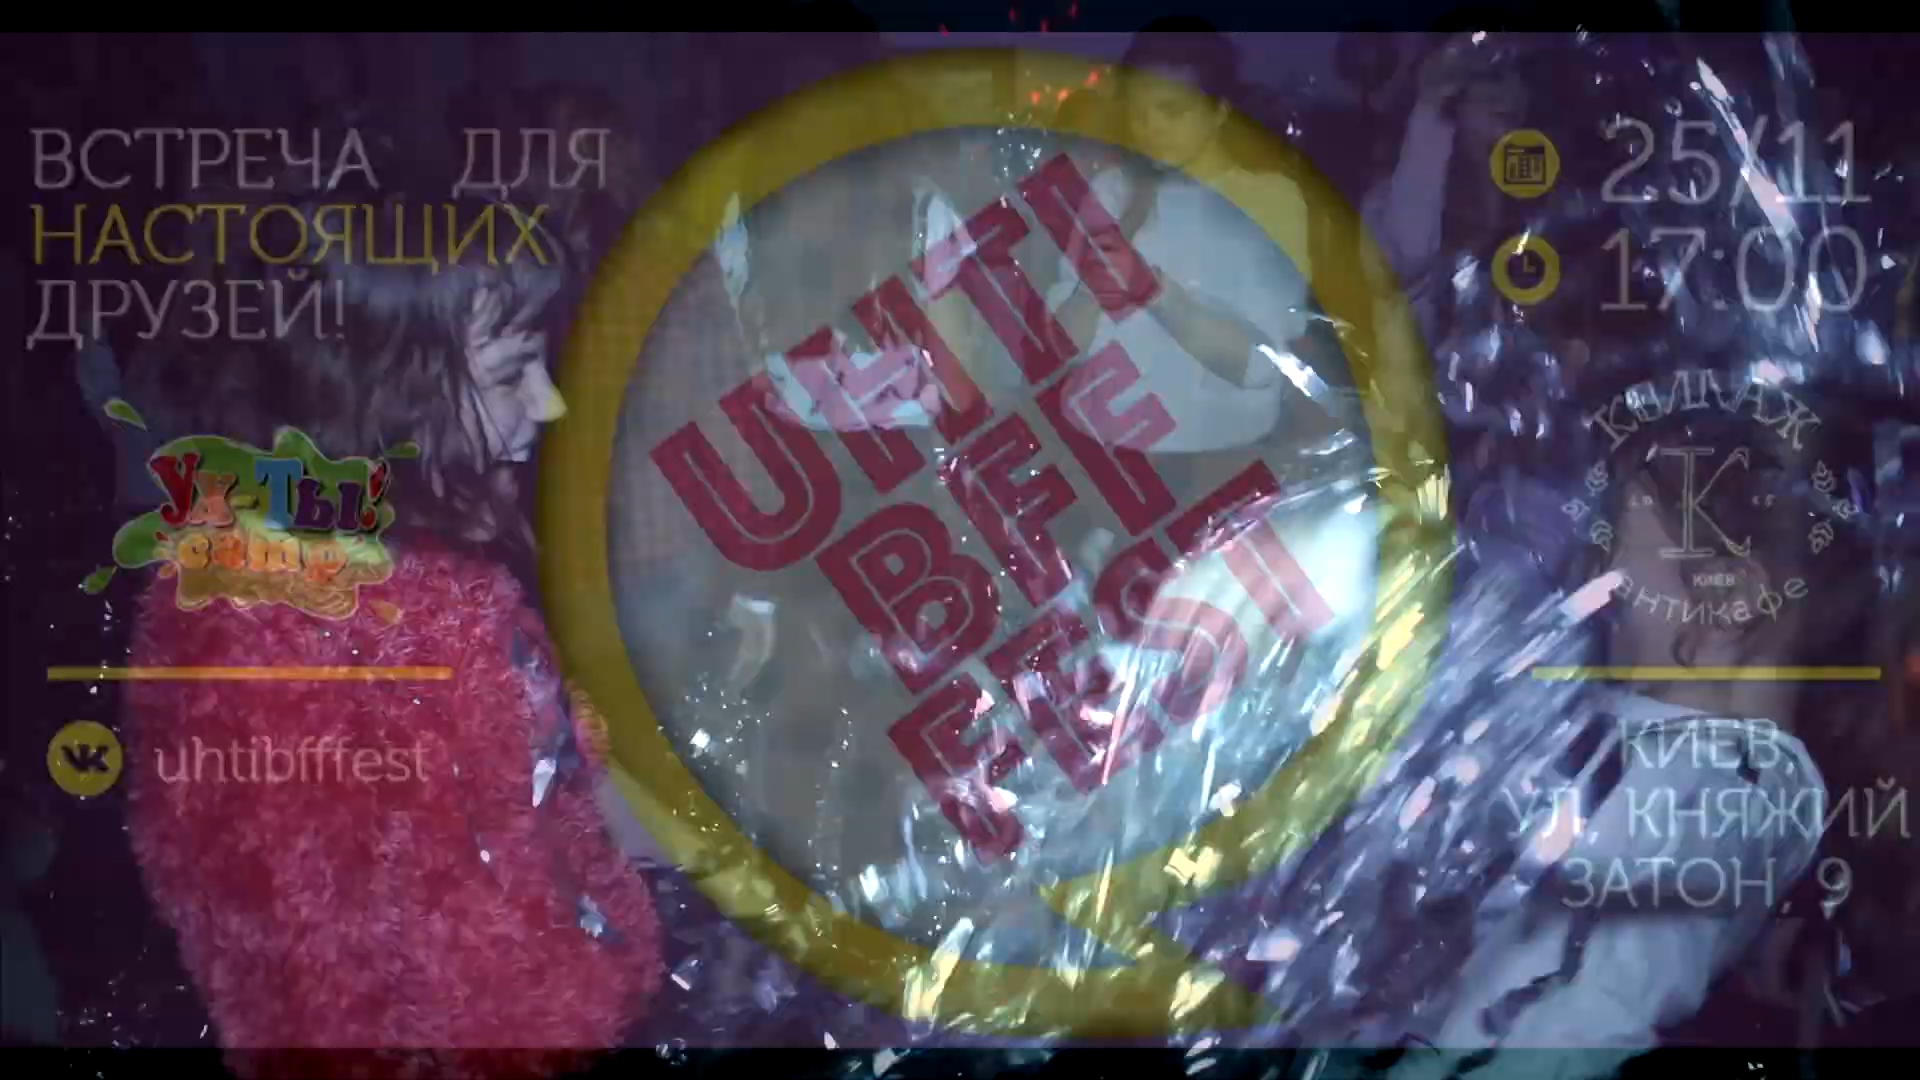 ВСТРЕЧА ДЛЯ
НАСТОЯЩИХ
ДРУЗЕЙ!
Ух-Ты!
camp
uhtibfffest
UHTI
BFF
FEST
25/11
17:00
К
КИЕВ
антикафе
КИЕВ,
УЛ. КНЯЖИЙ
ЗАТОН, 9